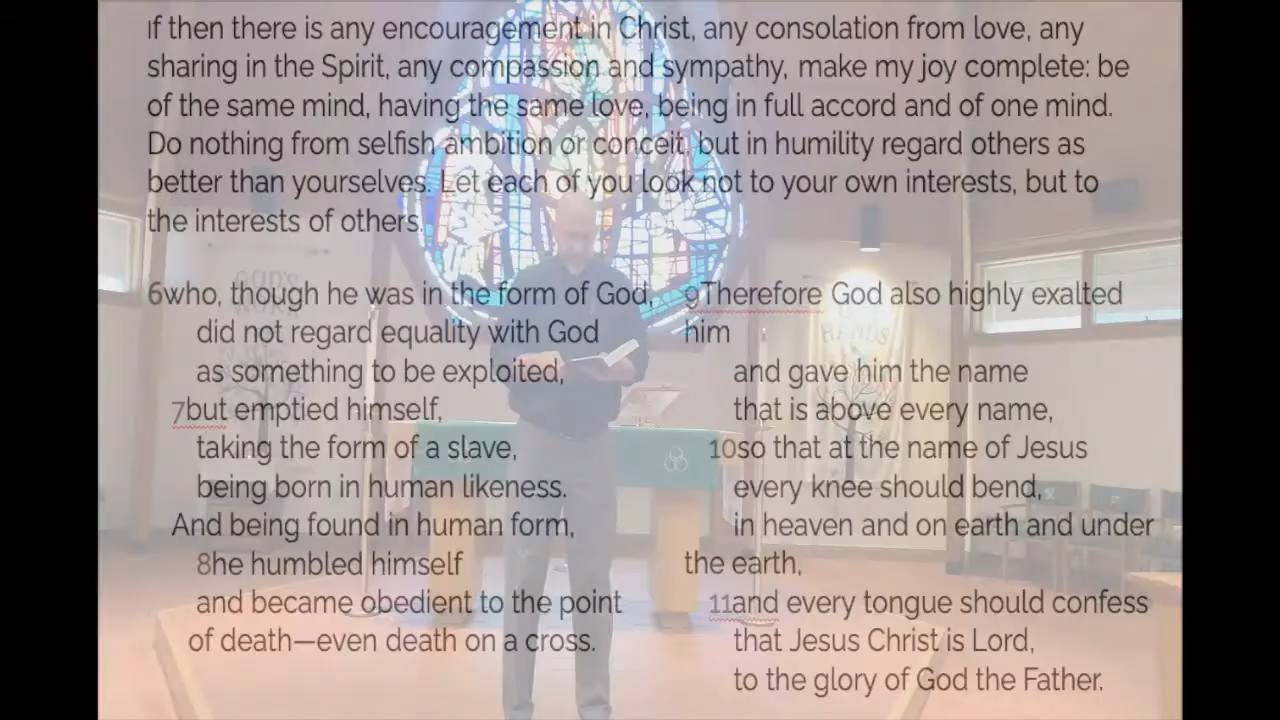 If then there is any encouragement in Christ, any consolation from love, any
sharing in the Spirit, any compassion and sympathy, make my joy complete: be
of the same mind, having the same love, being in full accord and of one mind.
Do nothing from selfish ambition or conceit, but in humility regard others as
better than yourselves. Let each of you look not to your own interests, but to
the interests of others.
6who, though he was in the form of God,
did not regard equality with God
as something to be exploited,
7but emptied himself,
taking the form of a slave,
being born in human likeness.
And being found in human form,
8he humbled himself
and became obedient to the point
of death—even death on a cross.
9Therefore God also highly exalted
him
and gave him the name
that is above every name,
10so that at the name of Jesus
every knee should bend,
in heaven and on earth and under
the earth,
11and every tongue should confess
that Jesus Christ is Lord,
to the glory of God the Father.
GOD'S
WORK
HANDS